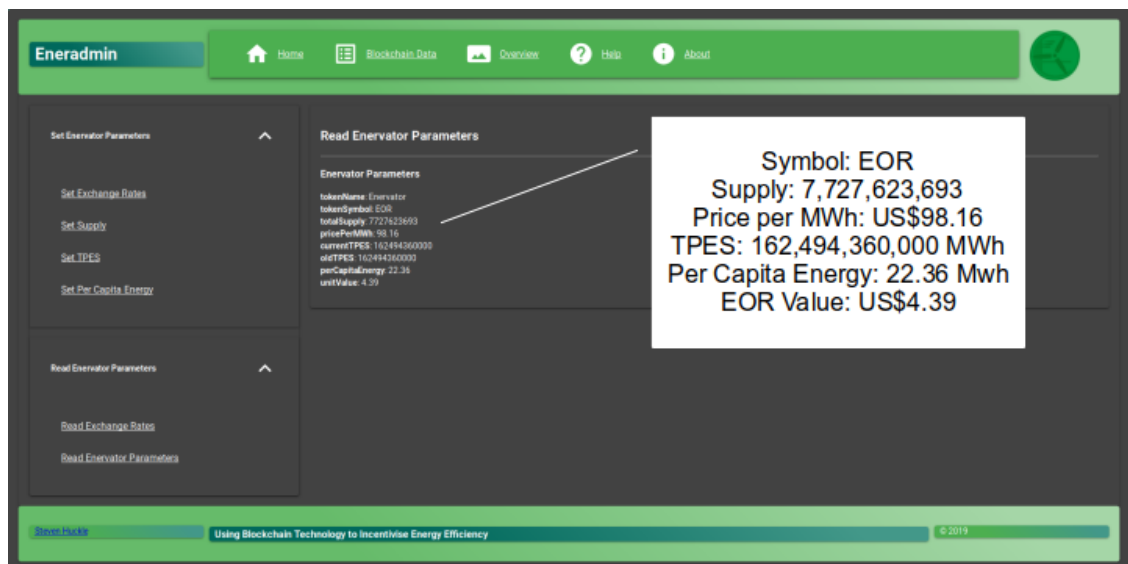 Eneradmin
Home
Blockchain Data
Overview
Help
About
Set Enervator Parameters
Set Exchange Rates
Set Supply
Set TPES
Set Per Capita Energy
Read Enervator Parameters
Read Exchange Rates
Read Enervator Parameters
Read Enervator Parameters
Enervator Parameters
tokenName: Enervator
tokenSymbol: EOR
totalSupply: 7727623693
pricePerMWh: 98.16
currentTPES: 162494360000
oldTPES: 162494360000
perCapitaEnergy: 22.36
unitValue: 4.39
Symbol: EOR
Supply: 7,727,623,693
Price per MWh: US$98.16
TPES: 162,494,360,000 MWh
Per Capita Energy: 22.36 Mwh
EOR Value: US$4.39
Steven Huckle
Using Blockchain Technology to Incentivise Energy Efficiency
© 2019